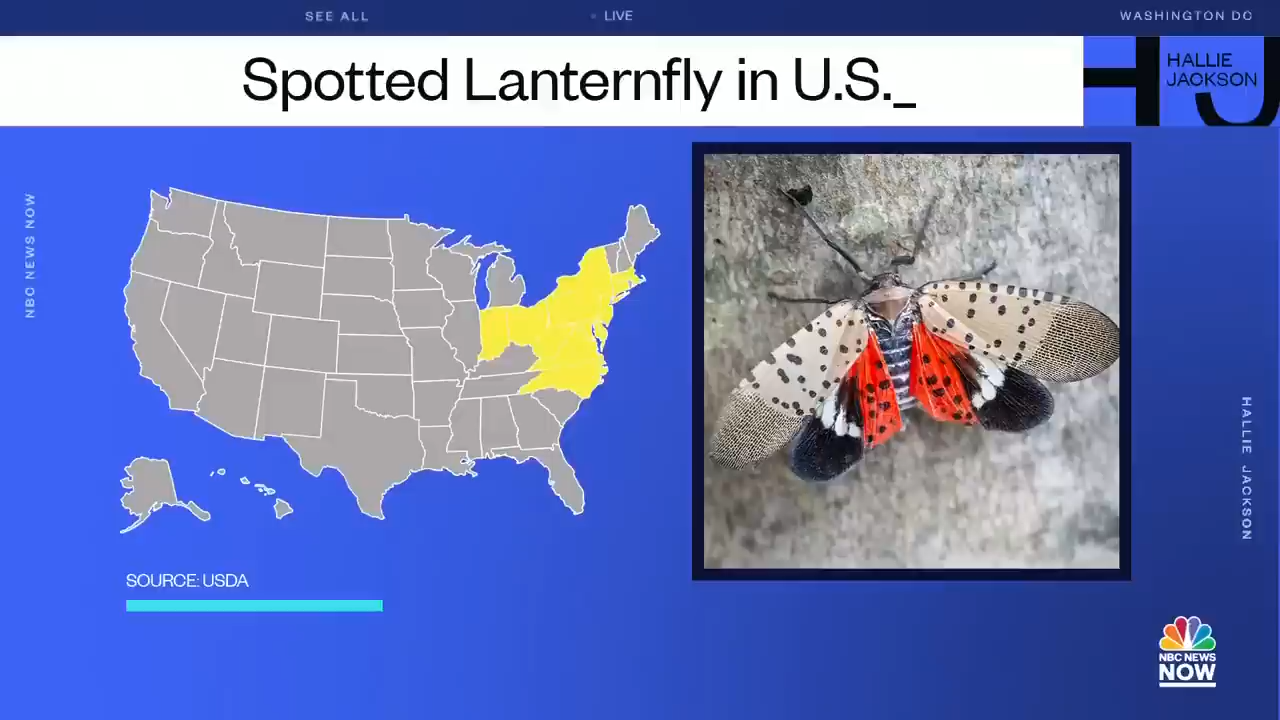 SEE ALL
LIVE
WASHINGTON DC
Spotted Lanternfly in U.S._
HALLIE
JACKSON
NBC NEWS NOW
HALLIE JACKSON
SOURCE: USDA
NBC NEWS
NOW